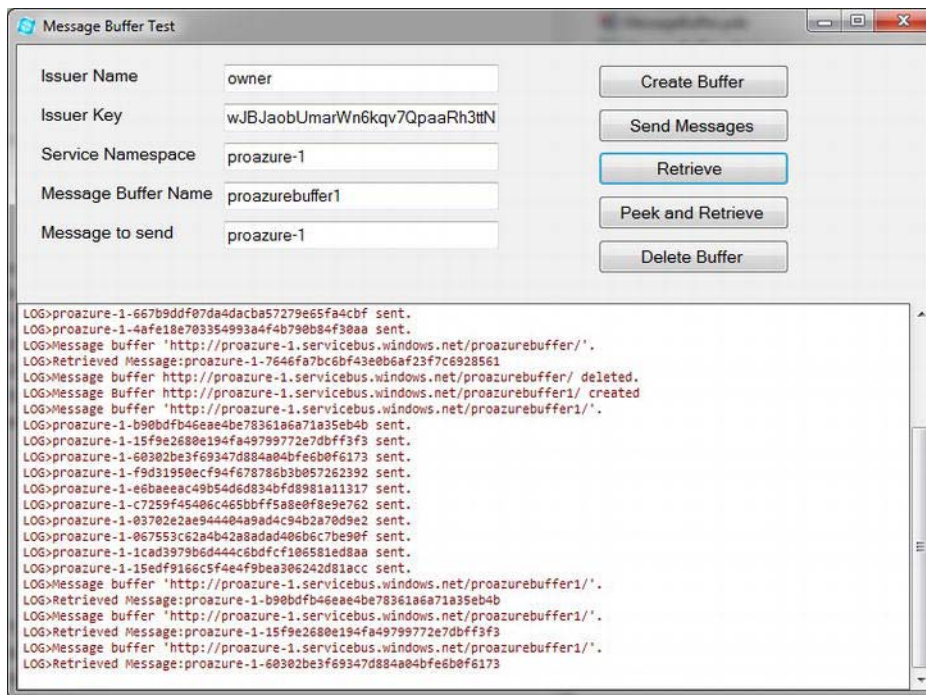 Message Buffer Test
Issuer Name owner Create Buffer
Issuer Key wJBJaobUmarWn6kqv7QpaaRh3ttN Send Messages
Service Namespace proazure-1 Retrieve
Message Buffer Name proazurebuffer1 Peek and Retrieve
Message to send proazure-1 Delete Buffer
LOG>proazure-1-667b9ddf07da4dacba57279e65fa4cbf sent.
LOG>proazure-1-4afe18e703354993a4f4b790b84f30aa sent.
LOG>Message buffer 'http://proazure-1.servicebus.windows.net/proazurebuffer/'.
LOG>Retrieved Message:proazure-1-7646fa7bc6bf43e0b6af23f7c6928561
LOG>Message buffer http://proazure-1.servicebus.windows.net/proazurebuffer/ deleted.
LOG>Message Buffer http://proazure-1.servicebus.windows.net/proazurebuffer1/ created
LOG>Message buffer 'http://proazure-1.servicebus.windows.net/proazurebuffer1/'.
LOG>proazure-1-b90bdfb46eae4be78361a6a71a35eb4b sent.
LOG>proazure-1-15f9e2680e194fa49799772e7dbff3f3 sent.
LOG>proazure-1-60302be3f69347d884a04bfe6b0f6173 sent.
LOG>proazure-1-f9d31950ecf94f678786b3b057262392 sent.
LOG>proazure-1-e6baeeac49b54d6d834bfd8981a11317 sent.
LOG>proazure-1-c7259f45406c465bbff5a8e0f8e9e762 sent.
LOG>proazure-1-03702e2ae944404a9ad4c94b2a70d9e2 sent.
LOG>proazure-1-067553c62a4b42a8adad406b6c7be90f sent.
LOG>proazure-1-1cad3979b6d444c6bdfcf106581ed8aa sent.
LOG>proazure-1-15edf9166c5f4e4f9bea306242d81acc sent.
LOG>Message buffer 'http://proazure-1.servicebus.windows.net/proazurebuffer1/'.
LOG>Retrieved Message:proazure-1-b90bdfb46eae4be78361a6a71a35eb4b
LOG>Message buffer 'http://proazure-1.servicebus.windows.net/proazurebuffer1/'.
LOG>Retrieved Message:proazure-1-15f9e2680e194fa49799772e7dbff3f3
LOG>Message buffer 'http://proazure-1.servicebus.windows.net/proazurebuffer1/'.
LOG>Retrieved Message:proazure-1-60302be3f69347d884a04bfe6b0f6173